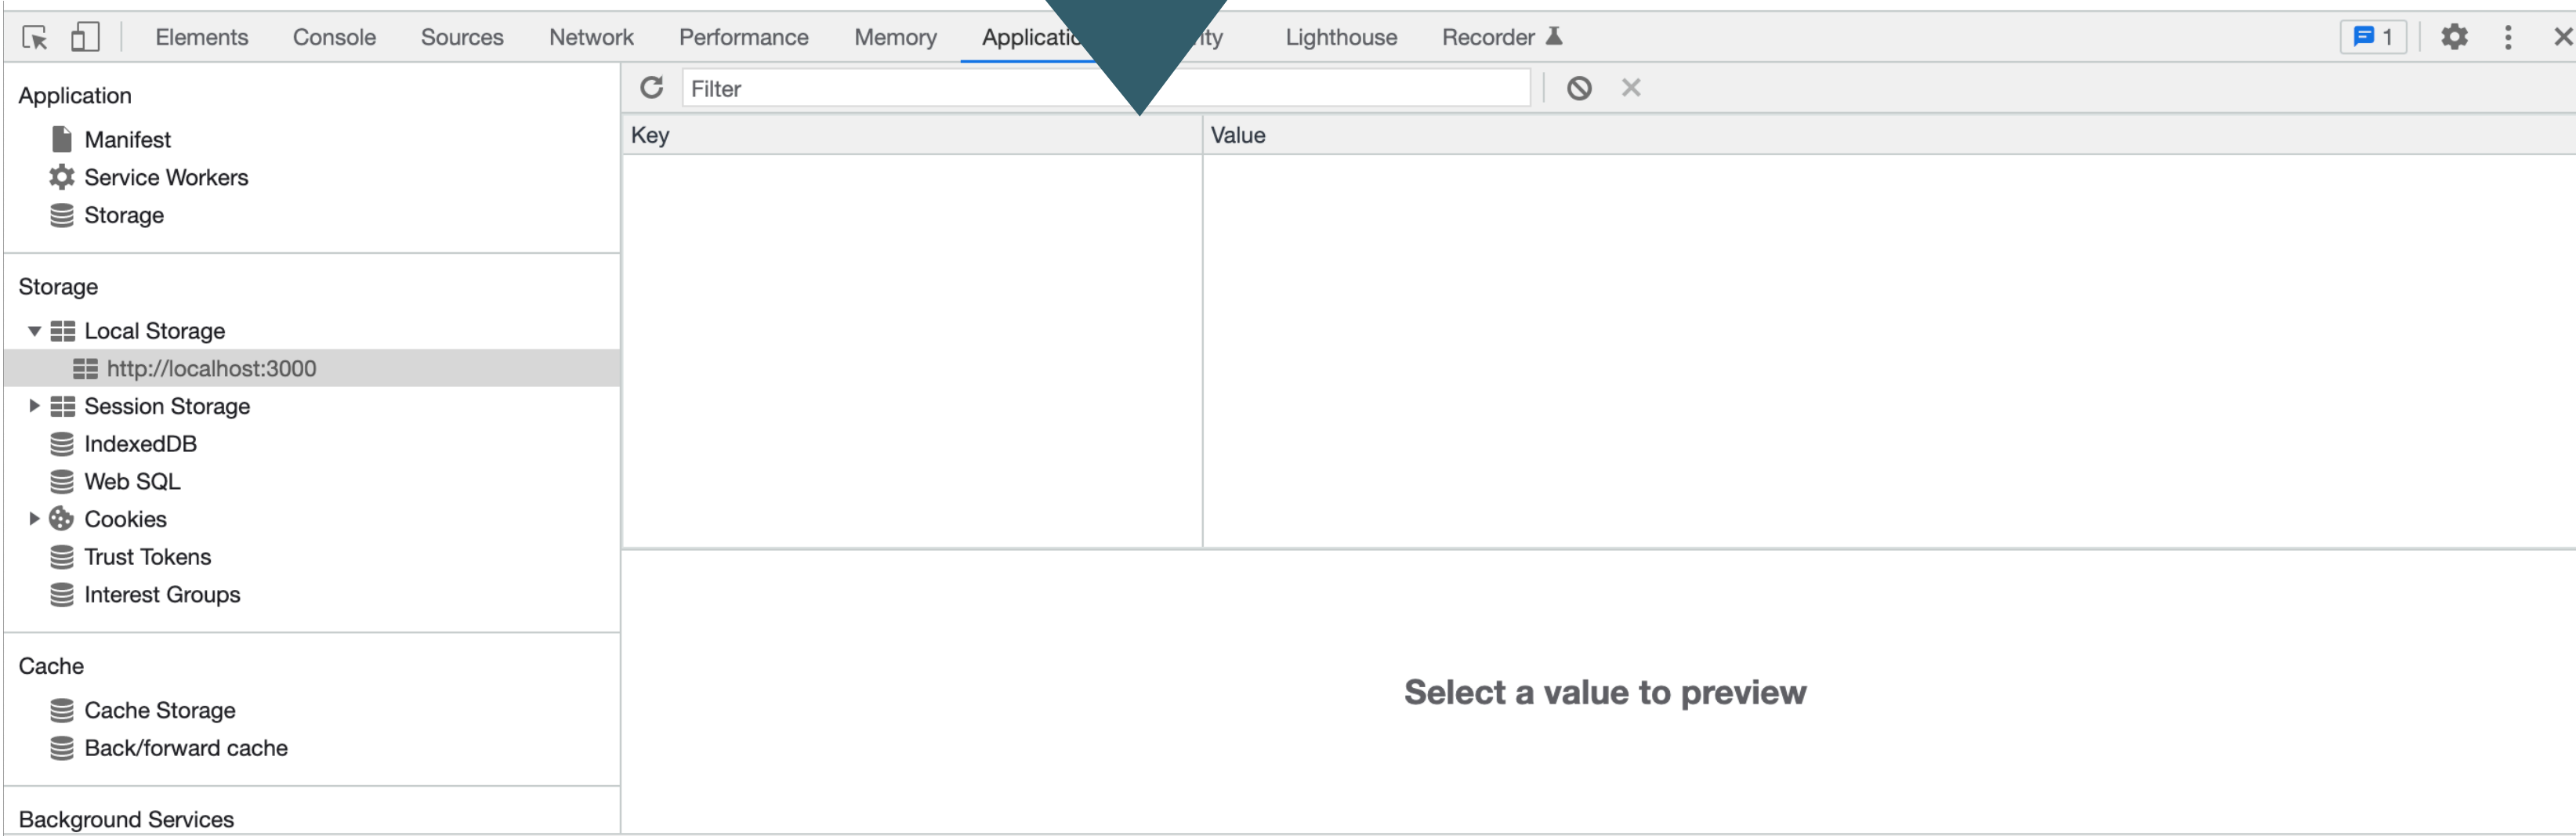 Elements Console Sources Network Performance Memory Lighthouse Recorder 1
Application
Manifest
Service Workers
Storage
Storage
Local Storage
http://localhost:3000
Session Storage
IndexedDB
Web SQL
Cookies
Trust Tokens
Interest Groups
Cache
Cache Storage
Back/forward cache
Background Services
Filter
Key Value
Select a value to preview